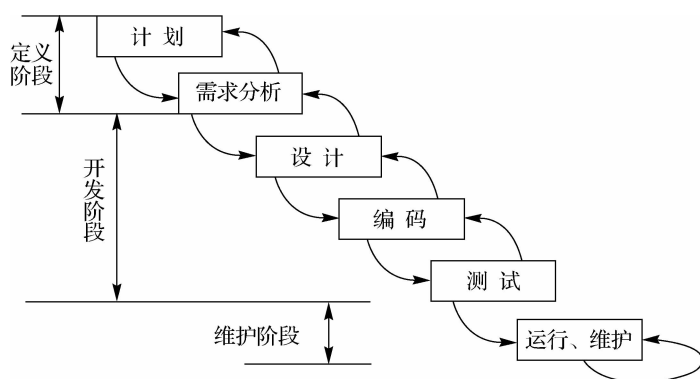 计 划
定义
阶段
需求分析
设 计
开
发
阶
段
编 码
测 试
维护阶段
运行、维护